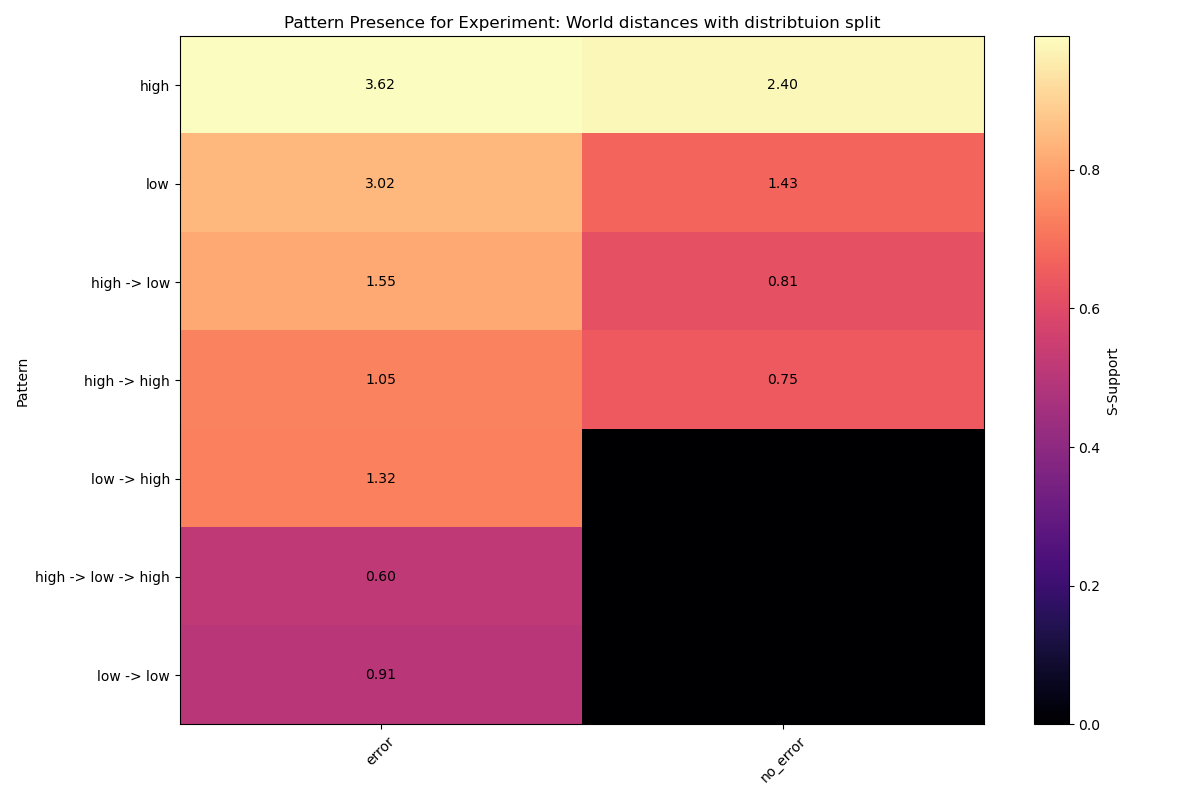 Pattern Presence for Experiment: World distances with distribtuion split
high 3.62 2.40
low 3.02 1.43
high -> low 1.55 0.81
high -> high 1.05 0.75
low -> high 1.32
high -> low -> high 0.60
low -> low 0.91
error no_error
Pattern
0.8
0.6
0.4
0.2
0.0
S-Support